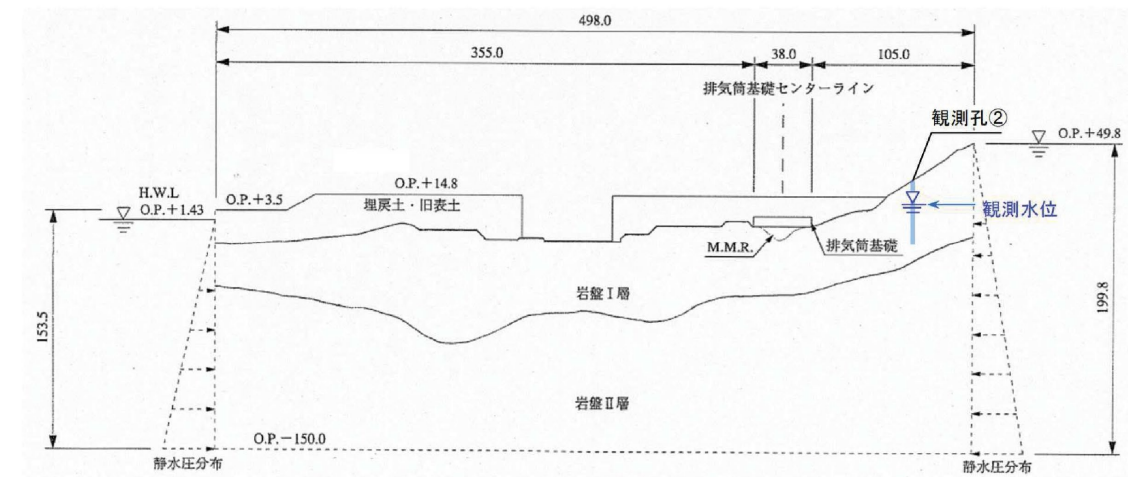 498.0
355.0
38.0
105.0
排気筒基礎センターライン
観測孔②
O.P.+49.8
H.W.L
O.P.+1.43
O.P.+3.5
O.P.+14.8
埋戻土・旧表土
観測水位
M.M.R.
排気筒基礎
岩盤Ⅰ層
153.5
199.8
岩盤Ⅱ層
O.P.−150.0
静水圧分布
静水圧分布